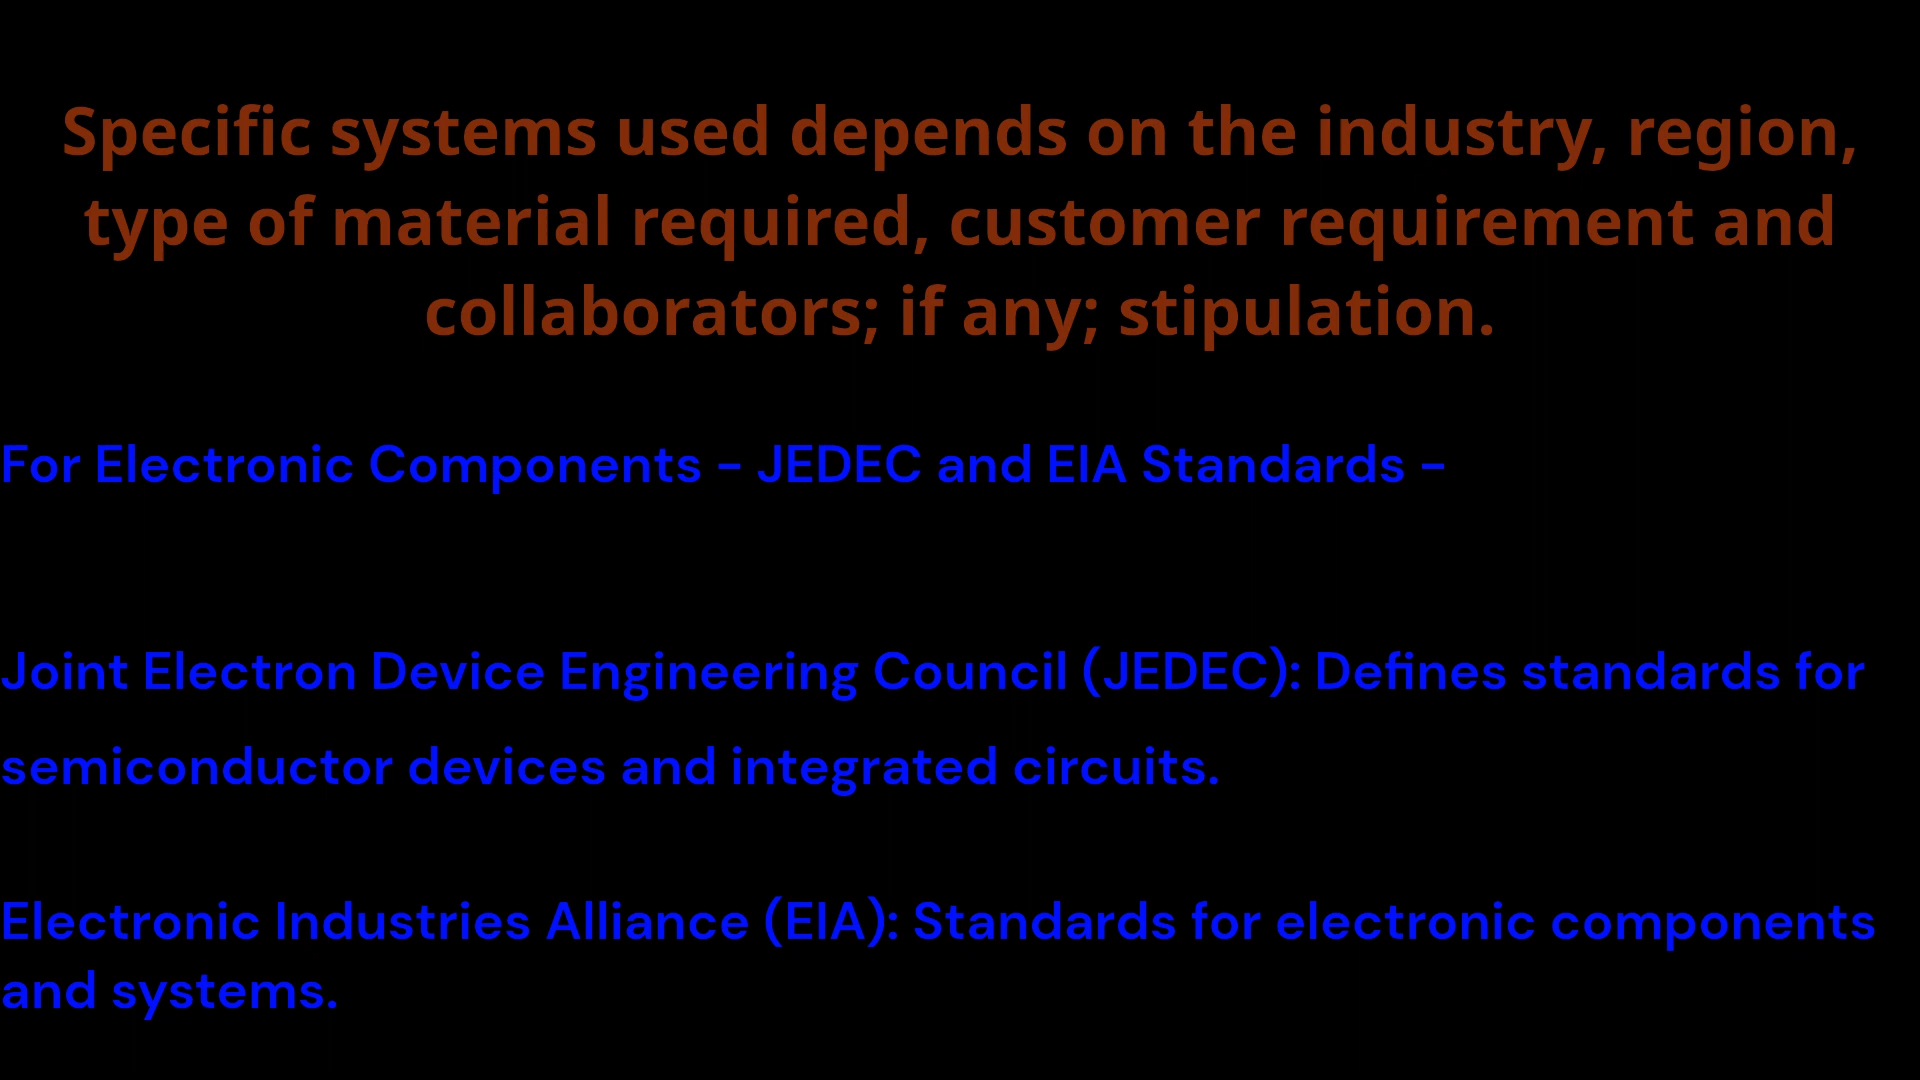 Specific systems used depends on the industry, region,
type of material required, customer requirement and
collaborators; if any; stipulation.
For Electronic Components - JEDEC and EIA Standards -
Joint Electron Device Engineering Council (JEDEC): Defines standards for
semiconductor devices and integrated circuits.
Electronic Industries Alliance (EIA): Standards for electronic components
and systems.